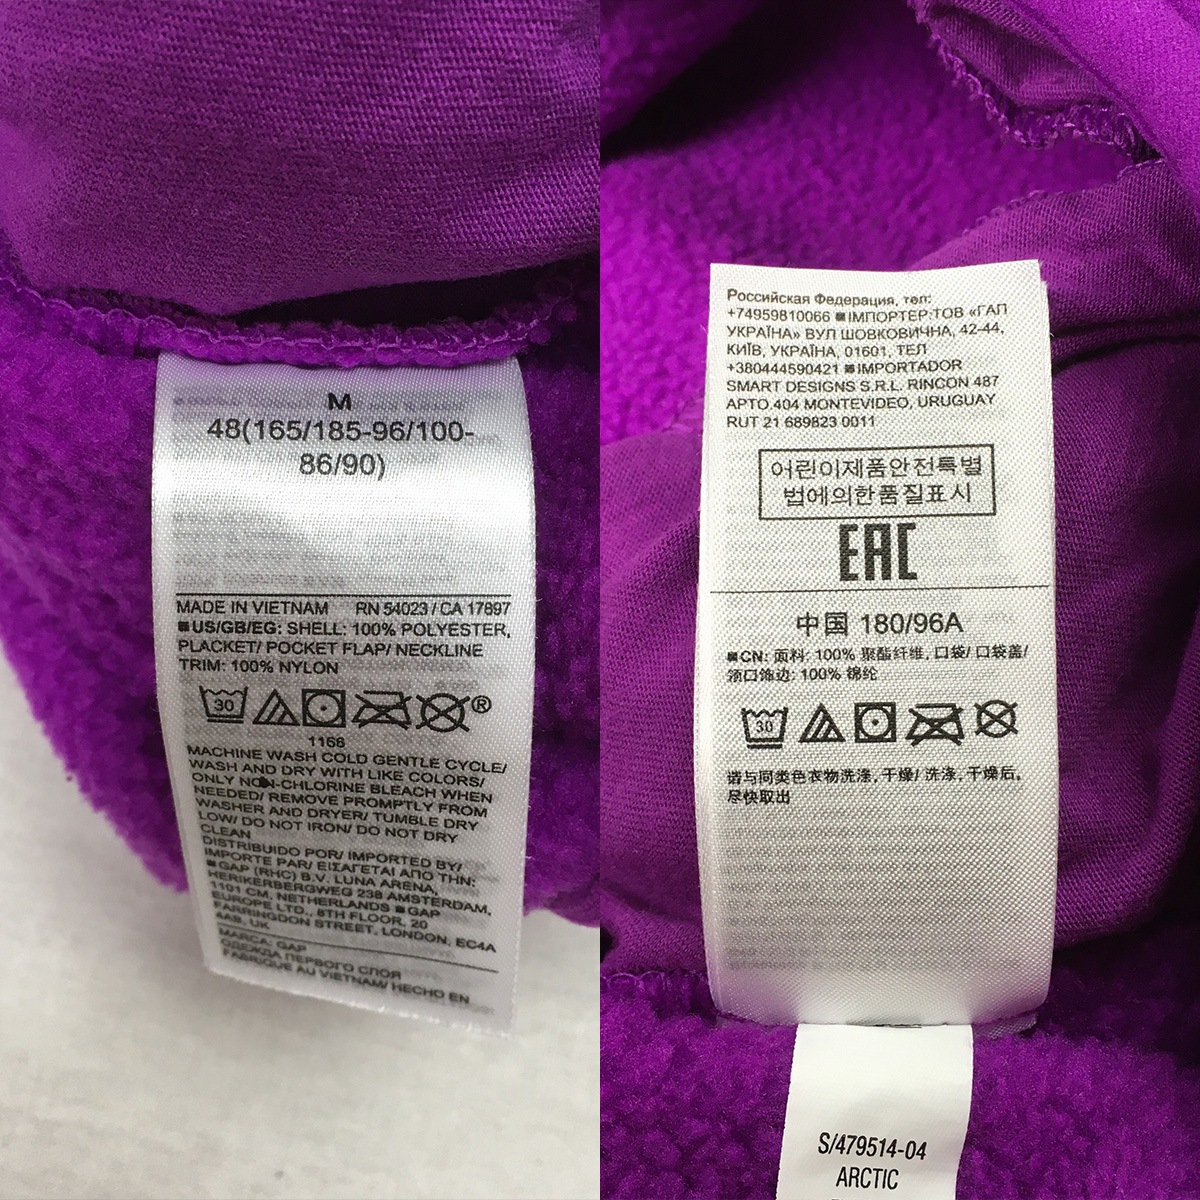 M
48(165/185-96/100-
86/90)
MADE IN VIETNAM RN 54023 / CA 17897
■US/GB/EG: SHELL: 100% POLYESTER,
PLACKET/ POCKET FLAP/ NECKLINE
TRIM: 100% NYLON
30 ®
1168
MACHINE WASH COLD GENTLE CYCLE/
WASH AND DRY WITH LIKE COLORS/
ONLY NON-CHLORINE BLEACH WHEN
NEEDED/ REMOVE PROMPTLY FROM
WASHER AND DRYER/ TUMBLE DRY
LOW/ DO NOT IRON/ DO NOT DRY
CLEAN
DISTRIBUIDO POR/ IMPORTED BY/
IMPORTE PAR/ ΕΙΣΑΓΕΤΑΙ ΑΠΟ ΤΗΝ:
■GAP (RHC) B.V. LUNA ARENA,
HERIKERBERGWEG 238 AMSTERDAM,
1101 CM, NETHERLANDS ■GAP
EUROPE LTD., 8TH FLOOR, 20
FARRINGDON STREET, LONDON, EC4A
4AB, UK
MARCA: GAP
ОДЕЖДА ПЕРВОГО СЛОЯ
FABRIQUE AU VIETNAM/ HECHO EN
Российская Федерация, тел:
+74959810066 ■ІМПОРТЕР:ТОВ «ГАП
УКРАЇНА» ВУЛ ШОВКОВИЧНА, 42-44,
КИЇВ, УКРАЇНА, 01601, ТЕЛ
+380444590421 ■IMPORTADOR
SMART DESIGNS S.R.L. RINCON 487
APTO.404 MONTEVIDEO, URUGUAY
RUT 21 689823 0011
어린이제품안전특별
법에의한품질표시
EAC
中国 180/96A
■CN: 面料: 100% 聚酯纤维, 口袋/ 口袋盖/
领口饰边: 100% 锦纶
30
请与同类色衣物洗涤, 干燥/ 洗涤, 干燥后,
尽快取出
S/479514-04
ARCTIC